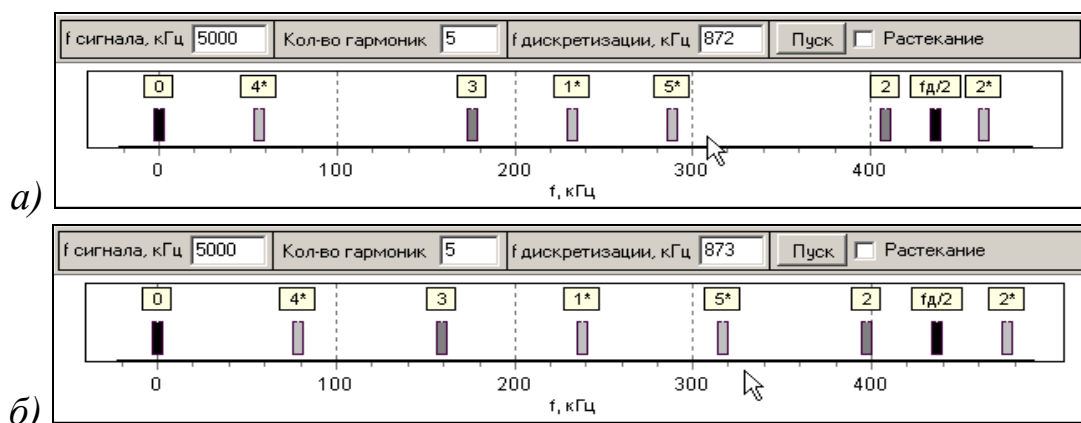 f сигнала, кГц 5000 Кол-во гармоник 5 f дискретизации, кГц 872 Пуск Растекание
0 4* 3 1* 5* 2 fд/2 2*
0 100 200 300 400
f, кГц
а)
f сигнала, кГц 5000 Кол-во гармоник 5 f дискретизации, кГц 873 Пуск Растекание
0 4* 3 1* 5* 2 fд/2 2*
0 100 200 300 400
f, кГц
б)